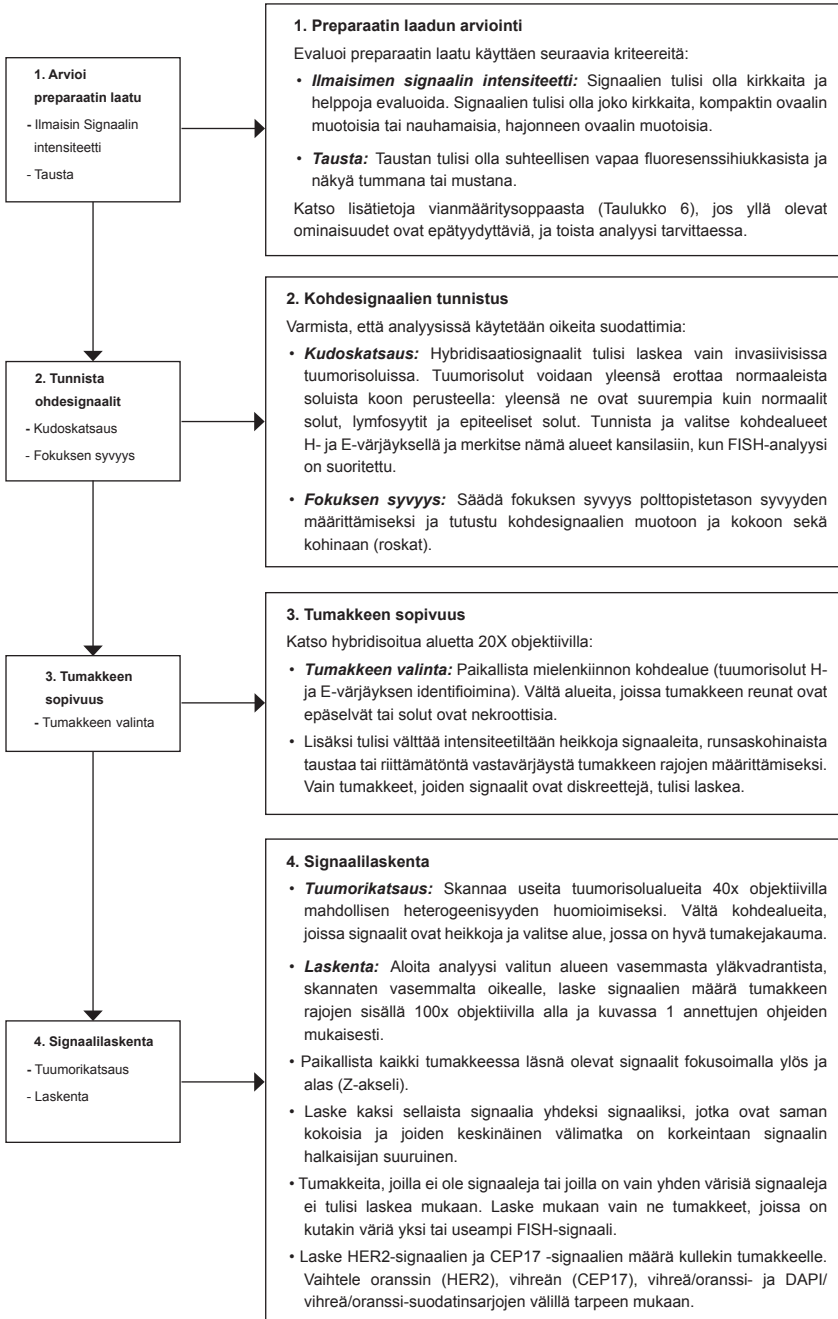 1. Arvioi
preparaatin laatu
- Ilmaisin Signaalin
intensiteetti
- Tausta
1. Preparaatin laadun arviointi
Evaluoi preparaatin laatu käyttäen seuraavia kriteereitä:
• Ilmaisimen signaalin intensiteetti: Signaalien tulisi olla kirkkaita ja
helppoja evaluoida. Signaalien tulisi olla joko kirkkaita, kompaktin ovaalin
muotoisia tai nauhamaisia, hajonneen ovaalin muotoisia.
• Tausta: Taustan tulisi olla suhteellisen vapaa fluoresenssihiukkasista ja
näkyä tummana tai mustana.
Katso lisätietoja vianmääritysoppaasta (Taulukko 6), jos yllä olevat
ominaisuudet ovat epätyydyttäviä, ja toista analyysi tarvittaessa.
2. Tunnista
ohdesignaalit
- Kudoskatsaus
- Fokuksen syvyys
2. Kohdesignaalien tunnistus
Varmista, että analyysissä käytetään oikeita suodattimia:
• Kudoskatsaus: Hybridisaatiosignaalit tulisi laskea vain invasiivisissa
tuumorisoluissa. Tuumorisolut voidaan yleensä erottaa normaaleista
soluista koon perusteella: yleensä ne ovat suurempia kuin normaalit
solut, lymfosyytit ja epiteeliset solut. Tunnista ja valitse kohdealueet
H- ja E-värjäyksellä ja merkitse nämä alueet kansilasiin, kun FISH-analyysi
on suoritettu.
• Fokuksen syvyys: Säädä fokuksen syvyys polttopistetason syvyyden
määrittämiseksi ja tutustu kohdesignaalien muotoon ja kokoon sekä
kohinaan (roskat).
3. Tumakkeen
sopivuus
- Tumakkeen valinta
3. Tumakkeen sopivuus
Katso hybridisoitua aluetta 20X objektiivilla:
• Tumakkeen valinta: Paikallista mielenkiinnon kohdealue (tuumorisolut H-
ja E-värjäyksen identifioimina). Vältä alueita, joissa tumakkeen reunat ovat
epäselvät tai solut ovat nekroottisia.
• Lisäksi tulisi välttää intensiteetiltään heikkoja signaaleita, runsaskohinaista
taustaa tai riittämätöntä vastavärjäystä tumakkeen rajojen määrittämiseksi.
Vain tumakkeet, joiden signaalit ovat diskreettejä, tulisi laskea.
4. Signaalilaskenta
- Tuumorikatsaus
- Laskenta
4. Signaalilaskenta
• Tuumorikatsaus: Skannaa useita tuumorisolualueita 40x objektiivilla
mahdollisen heterogeenisyyden huomioimiseksi. Vältä kohdealueita,
joissa signaalit ovat heikkoja ja valitse alue, jossa on hyvä tumakejakauma.
• Laskenta: Aloita analyysi valitun alueen vasemmasta yläkvadrantista,
skannaten vasemmalta oikealle, laske signaalien määrä tumakkeen
rajojen sisällä 100x objektiivilla alla ja kuvassa 1 annettujen ohjeiden
mukaisesti.
• Paikallista kaikki tumakkeessa läsnä olevat signaalit fokusoimalla ylös ja
alas (Z-akseli).
• Laske kaksi sellaista signaalia yhdeksi signaaliksi, jotka ovat saman
kokoisia ja joiden keskinäinen välimatka on korkeintaan signaalin
halkaisijan suuruinen.
• Tumakkeita, joilla ei ole signaaleja tai joilla on vain yhden värisiä signaaleja
ei tulisi laskea mukaan. Laske mukaan vain ne tumakkeet, joissa on
kutakin väriä yksi tai useampi FISH-signaali.
• Laske HER2-signaalien ja CEP17 -signaalien määrä kullekin tumakkeelle.
Vaihtele oranssin (HER2), vihreän (CEP17), vihreä/oranssi- ja DAPI/
vihreä/oranssi-suodatinsarjojen välillä tarpeen mukaan.